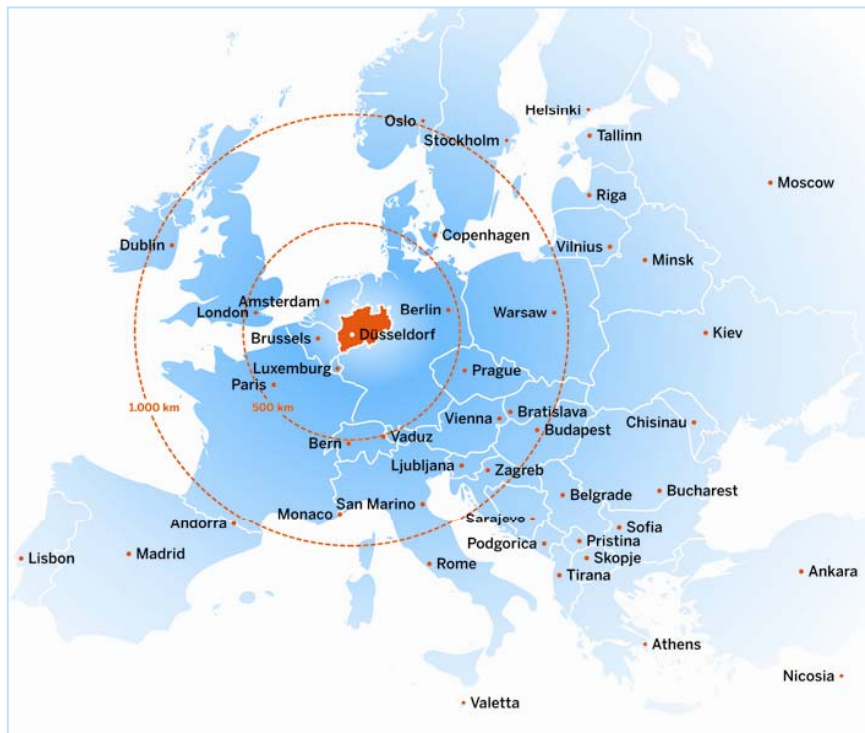 Helsinki
Oslo
Stockholm
Tallinn
Moscow
Riga
Dublin
Copenhagen
Vilnius
Minsk
Amsterdam
London
Berlin
Warsaw
Brussels
Düsseldorf
Kiev
Luxemburg
Prague
Paris
1.000 km
500 km
Vienna
Bratislava
Chisinau
Bern
Vaduz
Budapest
Ljubljana
Zagreb
San Marino
Belgrade
Bucharest
Monaco
Andorra
Sarajevo
Sofia
Podgorica
Pristina
Lisbon
Madrid
Rome
Skopje
Tirana
Ankara
Athens
Nicosia
Valetta